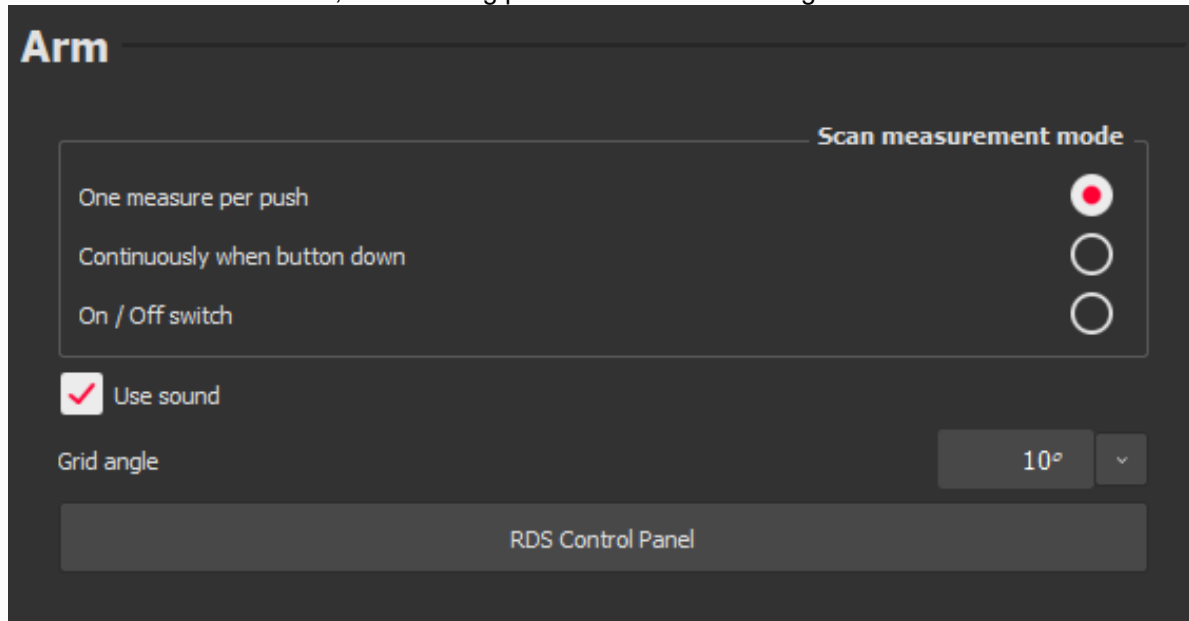 Arm
Scan measurement mode
One measure per push
Continuously when button down
On / Off switch
Use sound
Grid angle 10°
RDS Control Panel